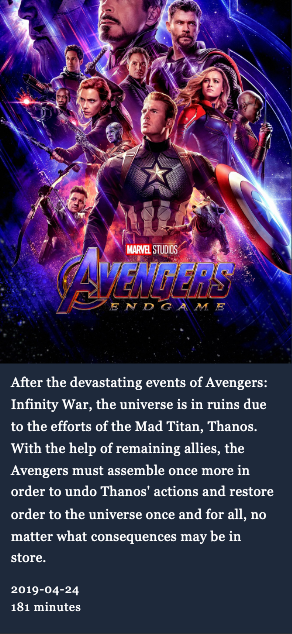 MARVEL STUDIOS
AVENGERS
ENDGAME
After the devastating events of Avengers:
Infinity War, the universe is in ruins due
to the efforts of the Mad Titan, Thanos.
With the help of remaining allies, the
Avengers must assemble once more in
order to undo Thanos' actions and restore
order to the universe once and for all, no
matter what consequences may be in
store.
2019-04-24
181 minutes